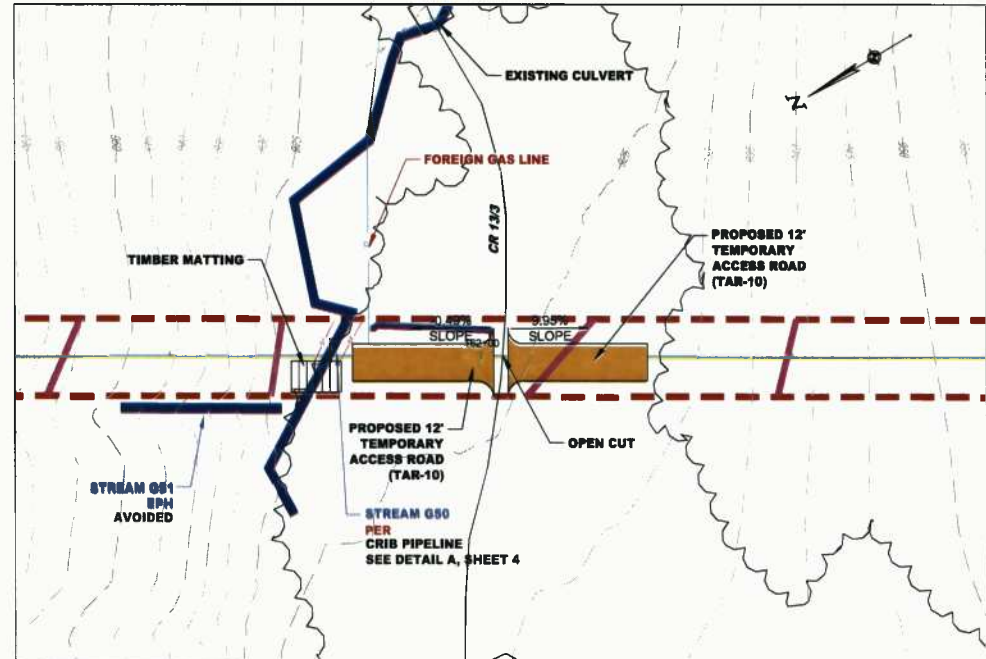 EXISTING CULVERT
N
FOREIGN GAS LINE
CR 13/3
TIMBER MATTING
PROPOSED 12'
TEMPORARY
ACCESS ROAD
(TAR-10)
SLOPE
9.95%
SLOPE
PROPOSED 12'
TEMPORARY
ACCESS ROAD
(TAR-10)
OPEN CUT
STREAM G51
EPH
AVOIDED
STREAM G50
PER
CRIB PIPELINE
SEE DETAIL A, SHEET 4